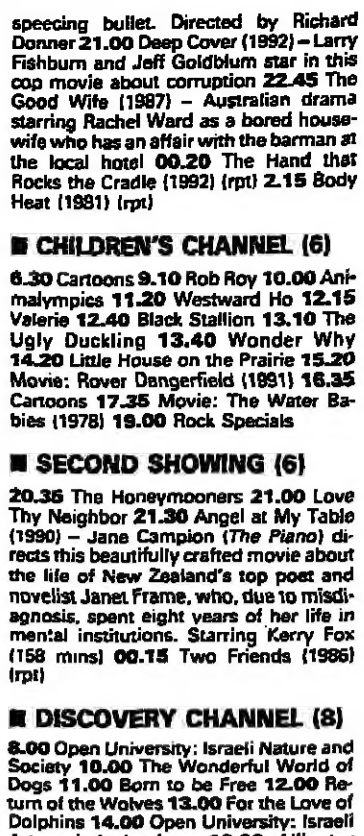 speecing bullet. Directed by Richard
Donner 21.00 Deep Cover (1992) – Larry
Fishburn and Jeff Goldblum star in this
cop movie about corruption 22.45 The
Good Wife (1987) – Australian drama
starring Rachel Ward as a bored house-
wife who has an affair with the barman at
the local hotel 00.20 The Hand that
Rocks the Cradle (1992) (rpt) 2.15 Body
Heat (1981) (rpt)
■ CHILDREN'S CHANNEL (6)
6.30 Cartoons 9.10 Rob Roy 10.00 Ani-
malympics 11.20 Westward Ho 12.15
Valerie 12.40 Black Stallion 13.10 The
Ugly Duckling 13.40 Wonder Why
14.20 Little House on the Prairie 15.20
Movie: Rover Dangerfield (1991) 16.35
Cartoons 17.35 Movie: The Water Ba-
bies (1978) 19.00 Rock Specials
■ SECOND SHOWING (6)
20.35 The Honeymooners 21.00 Love
Thy Neighbor 21.30 Angel at My Table
(1990) – Jane Campion (The Piano) di-
rects this beautifully crafted movie about
the life of New Zealand's top poet and
novelist Janet Frame, who, due to misdi-
agnosis, spent eight years of her life in
mental institutions. Starring Kerry Fox
(158 mins) 00.15 Two Friends (1986)
(rpt)
■ DISCOVERY CHANNEL (8)
8.00 Open University: Israeli Nature and
Society 10.00 The Wonderful World of
Dogs 11.00 Born to be Free 12.00 Re-
turn of the Wolves 13.00 For the Love of
Dolphins 14.00 Open University: Israeli